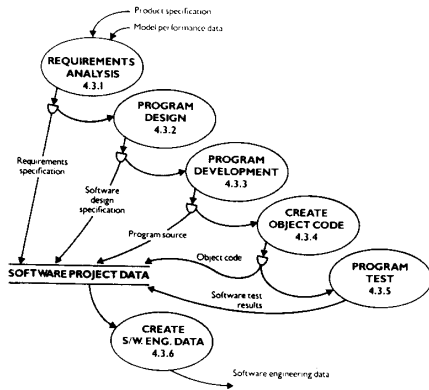 Product specification
Model performance data
REQUIREMENTS
ANALYSIS
4.3.1
PROGRAM
DESIGN
4.3.2
Requirements
specification
PROGRAM
DEVELOPMENT
4.3.3
Software
design
specification
CREATE
OBJECT CODE
4.3.4
Program source
Object code
PROGRAM
TEST
4.3.5
SOFTWARE PROJECT DATA
Software test
results
CREATE
S/W. ENG. DATA
4.3.6
Software engineering data